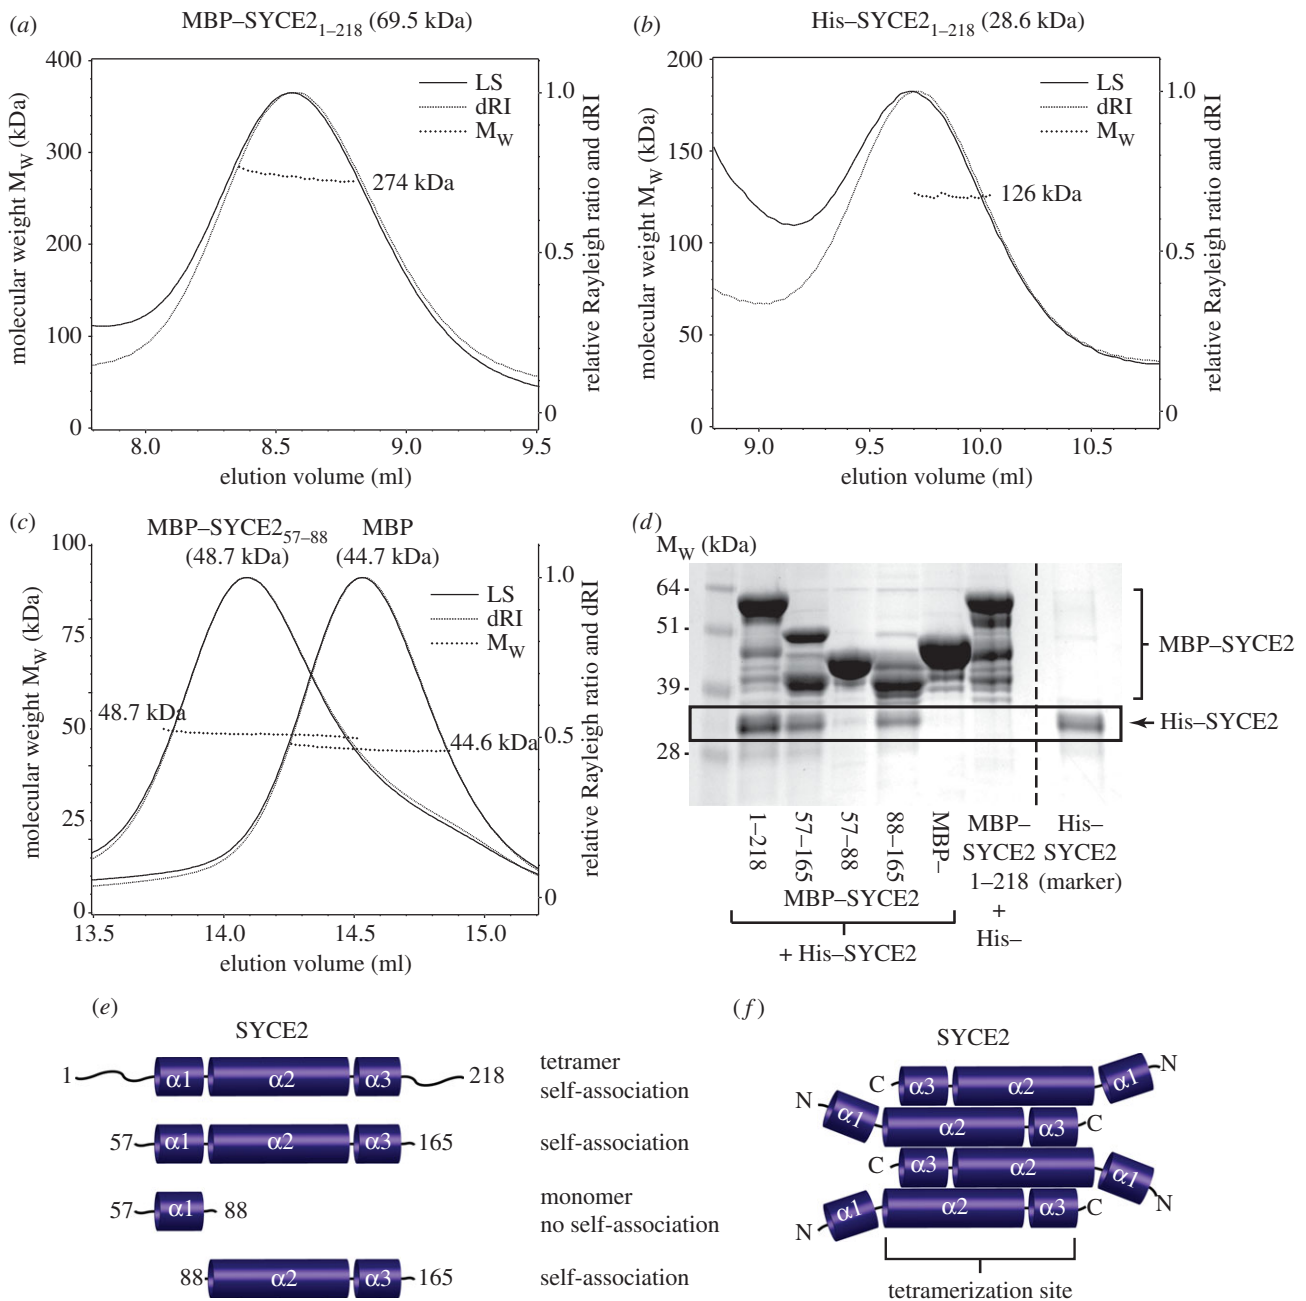 (a)
MBP–SYCE2₁₋₂₁₈ (69.5 kDa)
molecular weight M_W (kDa)
400
300
200
100
0
8.0
8.5
9.0
9.5
elution volume (ml)
LS
dRI
M_W
274 kDa
1.0
0.5
0
relative Rayleigh ratio and dRI
(b)
His–SYCE2₁₋₂₁₈ (28.6 kDa)
molecular weight M_W (kDa)
200
150
100
50
0
9.0
9.5
10.0
10.5
elution volume (ml)
LS
dRI
M_W
126 kDa
1.0
0.5
0
relative Rayleigh ratio and dRI
(c)
MBP–SYCE2₅₇₋₈₈
(48.7 kDa)
MBP
(44.7 kDa)
molecular weight M_W (kDa)
100
75
50
25
0
13.5
14.0
14.5
15.0
elution volume (ml)
LS
dRI
M_W
48.7 kDa
44.6 kDa
1.0
0.5
0
relative Rayleigh ratio and dRI
(d)
M_W (kDa)
64
51
39
28
MBP–SYCE2
His–SYCE2
1–218
57–165
57–88
88–165
MBP–
MBP–SYCE2
+ His–SYCE2
MBP–
SYCE2
1–218
+
His–
His–
SYCE2
(marker)
(e)
SYCE2
1
α1
α2
α3
218
tetramer
self-association
57
α1
α2
α3
165
self-association
57
α1
88
monomer
no self-association
88
α2
α3
165
self-association
(f)
SYCE2
C
α3
α2
α1
N
N
α1
α2
α3
C
C
α3
α2
α1
N
N
α1
α2
α3
C
tetramerization site